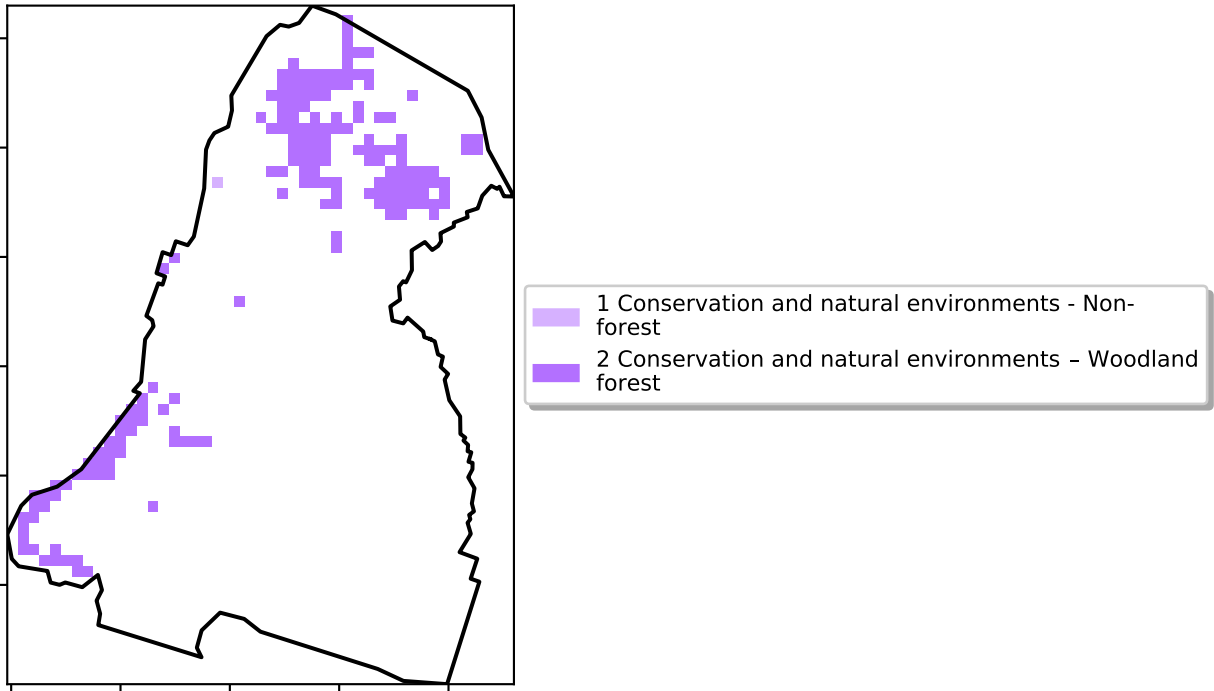 1 Conservation and natural environments - Non-
forest
2 Conservation and natural environments – Woodland
forest